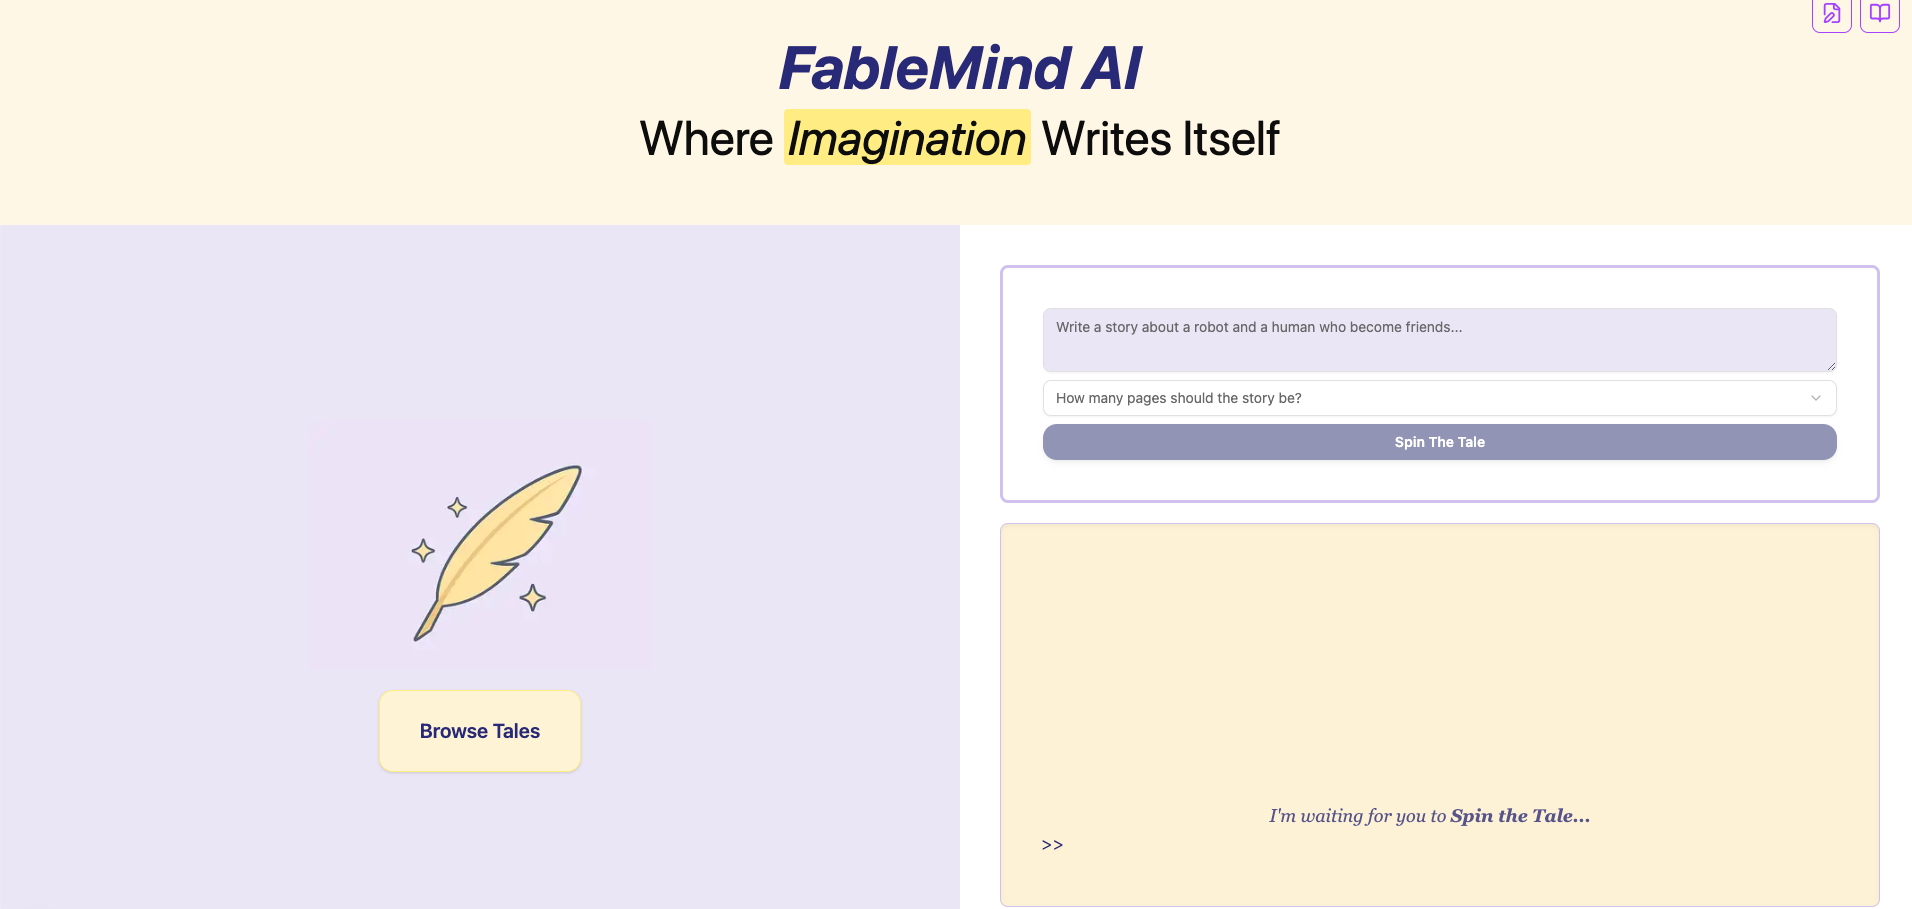 FableMind AI
Where Imagination Writes Itself
Write a story about a robot and a human who become friends...
How many pages should the story be?
Spin The Tale
Browse Tales
I'm waiting for you to Spin the Tale...
>>